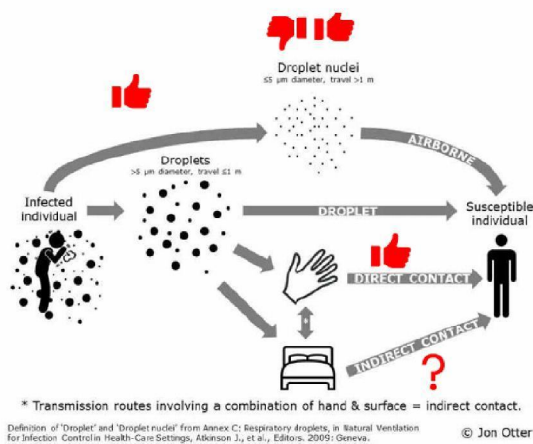 Droplet nuclei
≤5 µm diameter, travel >1 m
Droplets
>5 µm diameter, travel ≤1 m
AIRBORNE
Infected
individual
Susceptible
individual
DROPLET
DIRECT CONTACT
*
INDIRECT CONTACT
?
* Transmission routes involving a combination of hand & surface = indirect contact.
Definition of 'Droplet' and 'Droplet nuclei' from Annex C: Respiratory droplets, in Natural Ventilation
for Infection Control in Health-Care Settings, Atkinson J., et al., Editors. 2009: Geneva.
© Jon Otter